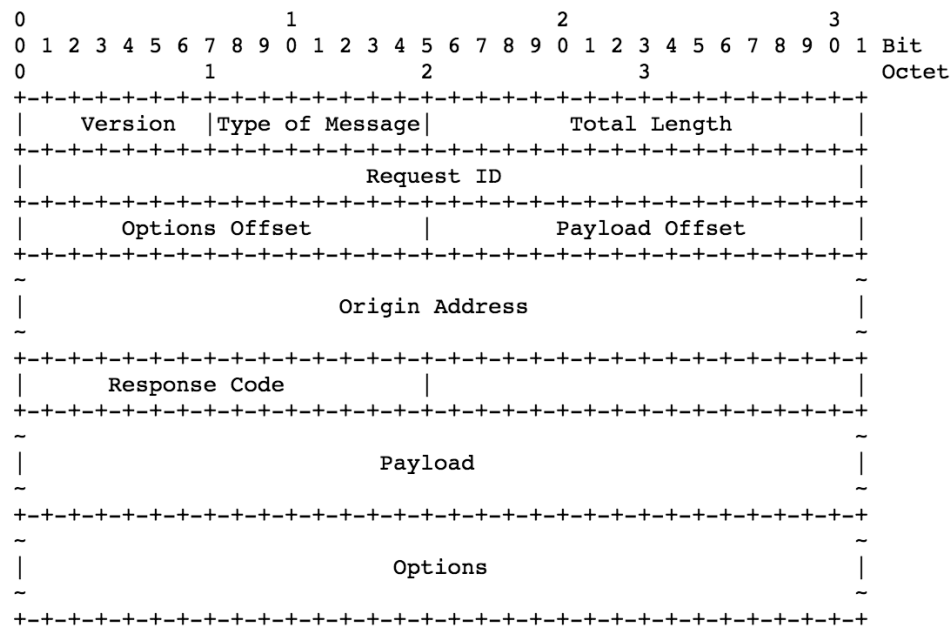 0                   1                   2                   3
0 1 2 3 4 5 6 7 8 9 0 1 2 3 4 5 6 7 8 9 0 1 2 3 4 5 6 7 8 9 0 1 Bit
0             1               2               3                 Octet
+-+-+-+-+-+-+-+-+-+-+-+-+-+-+-+-+-+-+-+-+-+-+-+-+-+-+-+-+-+-+-+
|    Version  |Type of Message|          Total Length         |
+-+-+-+-+-+-+-+-+-+-+-+-+-+-+-+-+-+-+-+-+-+-+-+-+-+-+-+-+-+-+-+
|                         Request ID                          |
+-+-+-+-+-+-+-+-+-+-+-+-+-+-+-+-+-+-+-+-+-+-+-+-+-+-+-+-+-+-+-+
|       Options Offset        |         Payload Offset        |
+-+-+-+-+-+-+-+-+-+-+-+-+-+-+-+-+-+-+-+-+-+-+-+-+-+-+-+-+-+-+-+
~                                                             ~
|                       Origin Address                        |
~                                                             ~
+-+-+-+-+-+-+-+-+-+-+-+-+-+-+-+-+-+-+-+-+-+-+-+-+-+-+-+-+-+-+-+
|      Response Code          |                               |
+-+-+-+-+-+-+-+-+-+-+-+-+-+-+-+-+-+-+-+-+-+-+-+-+-+-+-+-+-+-+-+
~                                                             ~
|                          Payload                            |
~                                                             ~
+-+-+-+-+-+-+-+-+-+-+-+-+-+-+-+-+-+-+-+-+-+-+-+-+-+-+-+-+-+-+-+
~                                                             ~
|                           Options                           |
~                                                             ~
+-+-+-+-+-+-+-+-+-+-+-+-+-+-+-+-+-+-+-+-+-+-+-+-+-+-+-+-+-+-+-+